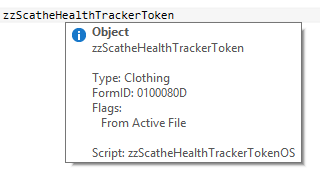 zzScatheHealthTrackerToken
Object
zzScatheHealthTrackerToken
Type: Clothing
FormID: 0100080D
Flags:
From Active File
Script: zzScatheHealthTrackerTokenOS